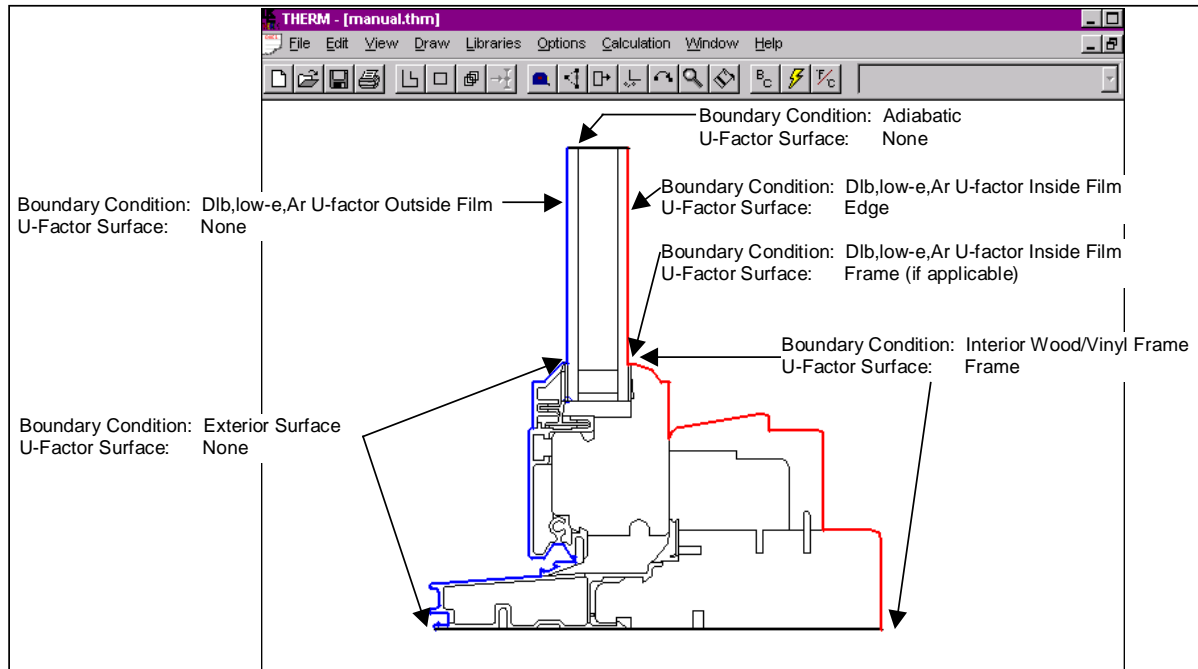 THERM - [manual.thm]
File Edit View Draw Libraries Options Calculation Window Help
B C F/C
Boundary Condition: Adiabatic
U-Factor Surface: None
Boundary Condition: Dlb,low-e,Ar U-factor Outside Film
U-Factor Surface: None
Boundary Condition: Dlb,low-e,Ar U-factor Inside Film
U-Factor Surface: Edge
Boundary Condition: Dlb,low-e,Ar U-factor Inside Film
U-Factor Surface: Frame (if applicable)
Boundary Condition: Interior Wood/Vinyl Frame
U-Factor Surface: Frame
Boundary Condition: Exterior Surface
U-Factor Surface: None